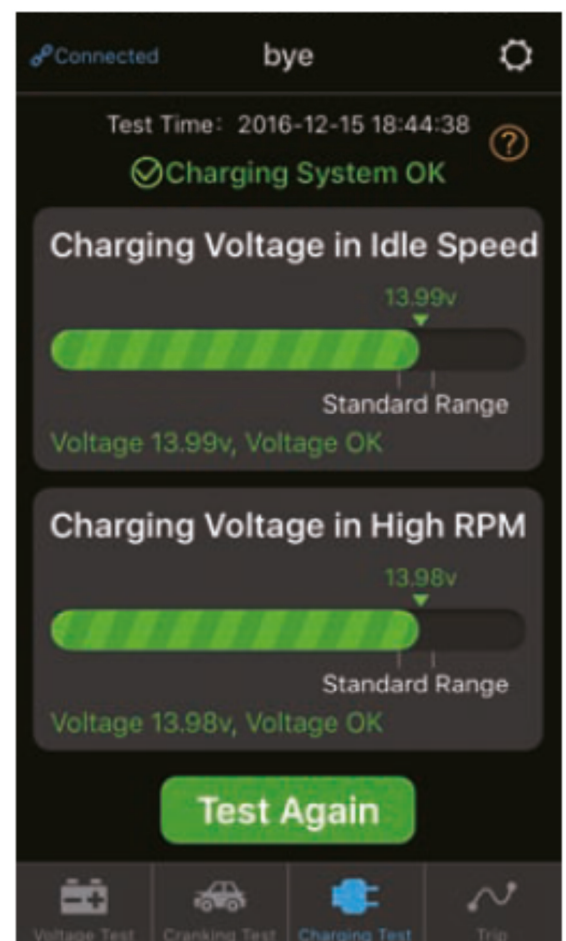 Connected
bye
Test Time: 2016-12-15 18:44:38
?
Charging System OK
Charging Voltage in Idle Speed
13.99v
Standard Range
Voltage 13.99v, Voltage OK
Charging Voltage in High RPM
13.98v
Standard Range
Voltage 13.98v, Voltage OK
Test Again
Voltage Test
Cranking Test
Charging Test
Trip